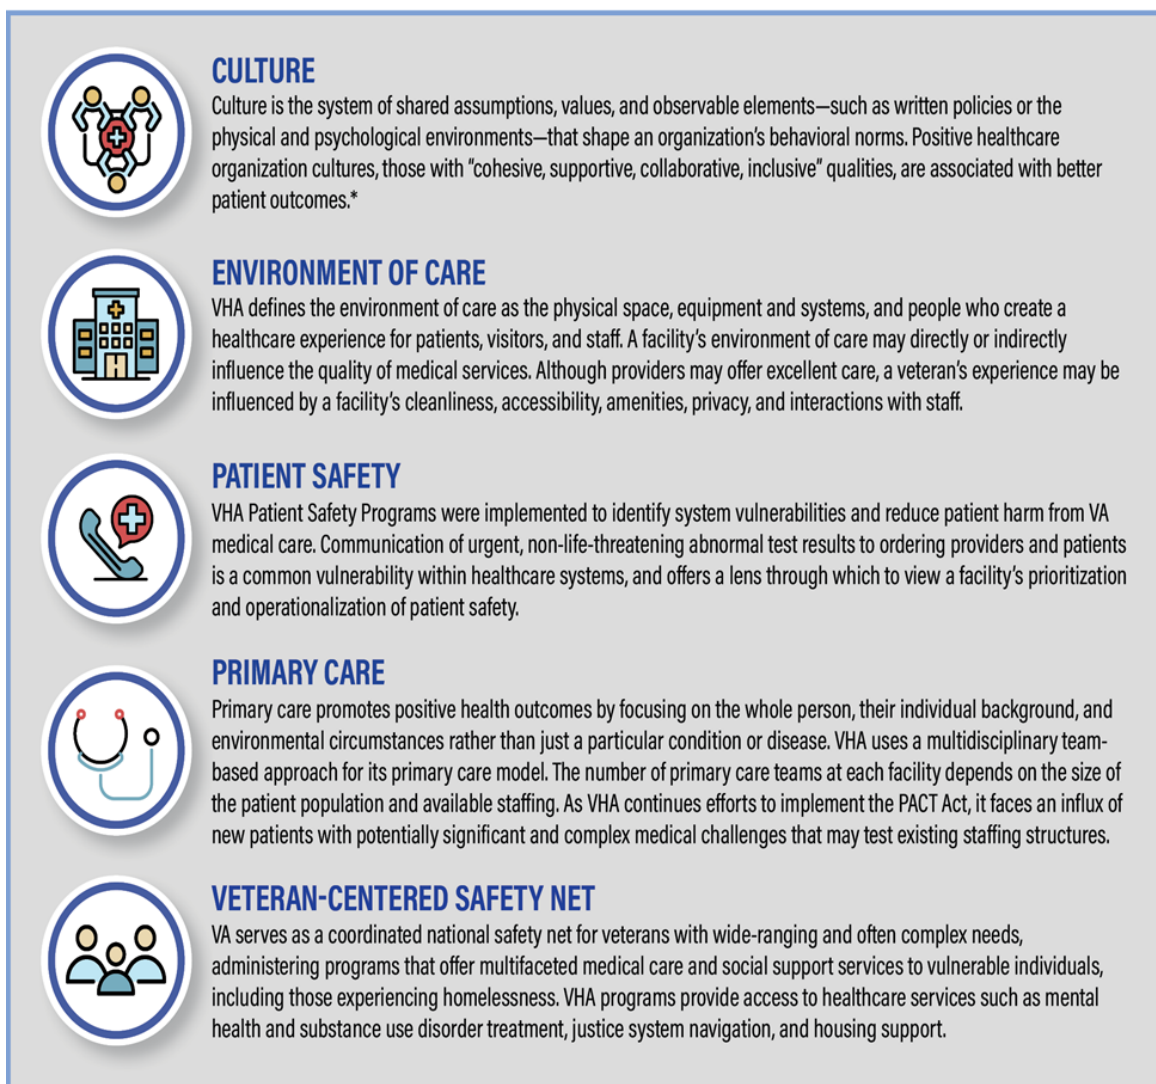 CULTURE
Culture is the system of shared assumptions, values, and observable elements—such as written policies or the
physical and psychological environments—that shape an organization’s behavioral norms. Positive healthcare
organization cultures, those with “cohesive, supportive, collaborative, inclusive” qualities, are associated with better
patient outcomes.*
ENVIRONMENT OF CARE
VHA defines the environment of care as the physical space, equipment and systems, and people who create a
healthcare experience for patients, visitors, and staff. A facility’s environment of care may directly or indirectly
influence the quality of medical services. Although providers may offer excellent care, a veteran’s experience may be
influenced by a facility’s cleanliness, accessibility, amenities, privacy, and interactions with staff.
PATIENT SAFETY
VHA Patient Safety Programs were implemented to identify system vulnerabilities and reduce patient harm from VA
medical care. Communication of urgent, non-life-threatening abnormal test results to ordering providers and patients
is a common vulnerability within healthcare systems, and offers a lens through which to view a facility’s prioritization
and operationalization of patient safety.
PRIMARY CARE
Primary care promotes positive health outcomes by focusing on the whole person, their individual background, and
environmental circumstances rather than just a particular condition or disease. VHA uses a multidisciplinary team-
based approach for its primary care model. The number of primary care teams at each facility depends on the size of
the patient population and available staffing. As VHA continues efforts to implement the PACT Act, it faces an influx of
new patients with potentially significant and complex medical challenges that may test existing staffing structures.
VETERAN-CENTERED SAFETY NET
VA serves as a coordinated national safety net for veterans with wide-ranging and often complex needs,
administering programs that offer multifaceted medical care and social support services to vulnerable individuals,
including those experiencing homelessness. VHA programs provide access to healthcare services such as mental
health and substance use disorder treatment, justice system navigation, and housing support.